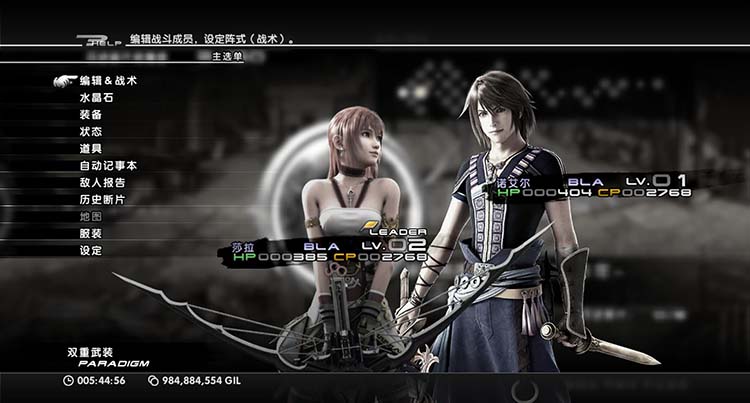 HELP 编辑战斗成员，设定阵式（战术）。
主选单
编辑&战术
水晶石
装备
状态
道具
自动记事本
敌人报告
历史断片
地图
服装
设定
诺艾尔 BLA LV.01
HP000404 CP002768
LEADER
莎拉 BLA LV.02
HP000385 CP002768
双重武装
PARADIGM
005:44:56 984,884,554 GIL